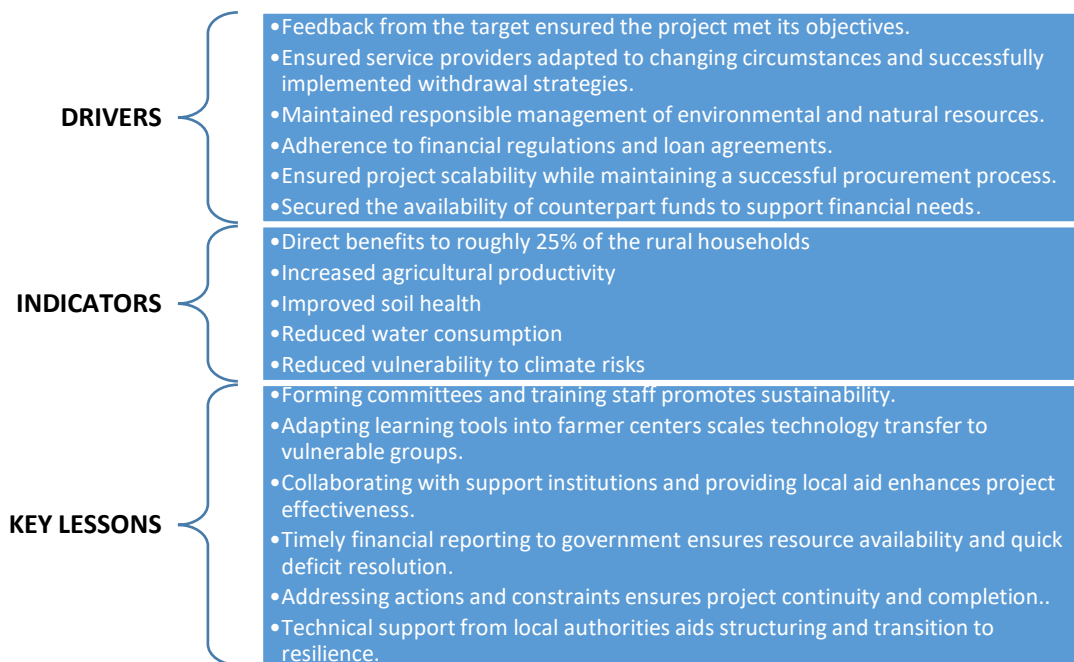 DRIVERS
•Feedback from the target ensured the project met its objectives.
•Ensured service providers adapted to changing circumstances and successfully
implemented withdrawal strategies.
•Maintained responsible management of environmental and natural resources.
•Adherence to financial regulations and loan agreements.
•Ensured project scalability while maintaining a successful procurement process.
•Secured the availability of counterpart funds to support financial needs.
INDICATORS
•Direct benefits to roughly 25% of the rural households
•Increased agricultural productivity
•Improved soil health
•Reduced water consumption
•Reduced vulnerability to climate risks
KEY LESSONS
•Forming committees and training staff promotes sustainability.
•Adapting learning tools into farmer centers scales technology transfer to
vulnerable groups.
•Collaborating with support institutions and providing local aid enhances project
effectiveness.
•Timely financial reporting to government ensures resource availability and quick
deficit resolution.
•Addressing actions and constraints ensures project continuity and completion..
•Technical support from local authorities aids structuring and transition to
resilience.